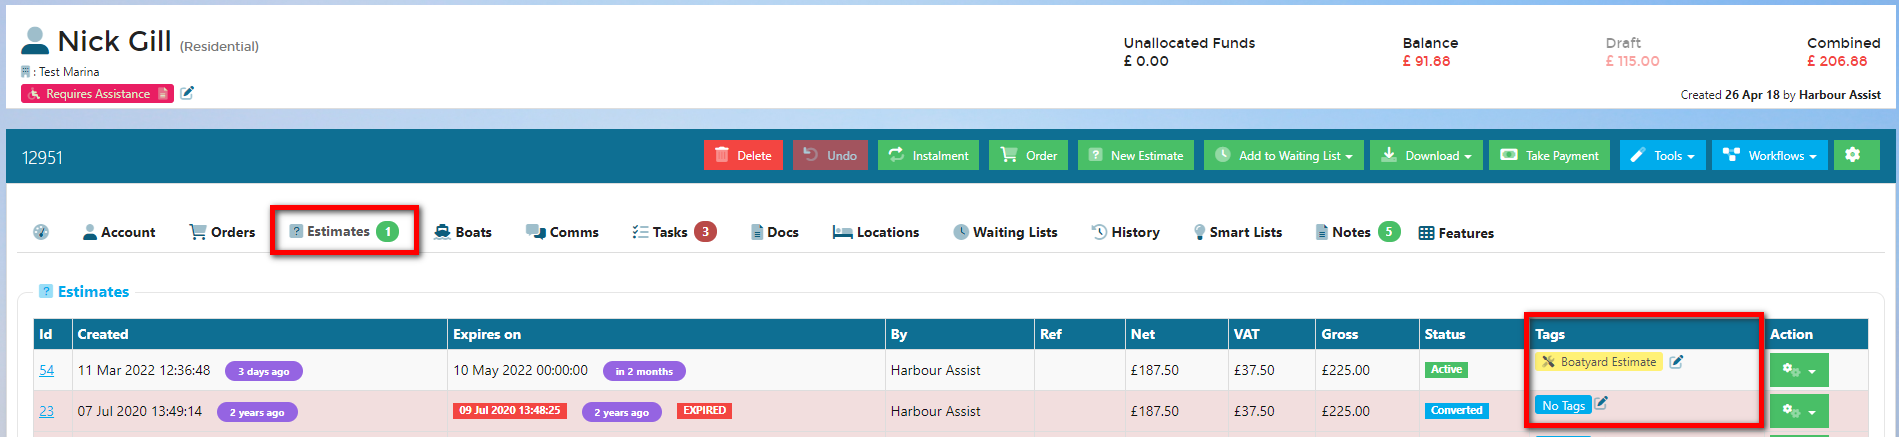 Nick Gill (Residential)
: Test Marina
Requires Assistance
Unallocated Funds
£ 0.00
Balance
£ 91.88
Draft
£ 115.00
Combined
£ 206.88
Created 26 Apr 18 by Harbour Assist
12951
Delete Undo Instalment Order New Estimate Add to Waiting List Download Take Payment Tools Workflows
Account Orders Estimates 1 Boats Comms Tasks 3 Docs Locations Waiting Lists History Smart Lists Notes 5 Features
Estimates
Id Created Expires on By Ref Net VAT Gross Status Tags Action
54 11 Mar 2022 12:36:48 3 days ago 10 May 2022 00:00:00 in 2 months Harbour Assist £187.50 £37.50 £225.00 Active Boatyard Estimate
23 07 Jul 2020 13:49:14 2 years ago 09 Jul 2020 13:48:25 2 years ago EXPIRED Harbour Assist £187.50 £37.50 £225.00 Converted No Tags